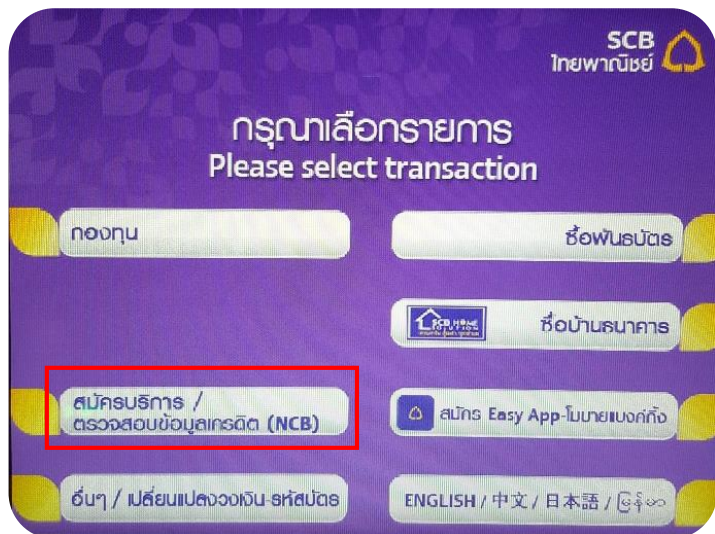 SCB
ไทยพาณิชย์
กรุณาเลือกรายการ
Please select transaction
กองทุน
ซื้อพันธบัตร
SCB HOME
SOLUTION
ซื่อบ้านธนาคาร
สมัครบริการ /
ตรวจสอบข้อมูลเครดิต (NCB)
สมัคร Easy App-โมบายแบงค์กิ้ง
อื่นๆ / เปลี่ยนแปลงวงเงิน-รหัสบัตร
ENGLISH / 中文 / 日本語 / မြန်မာ